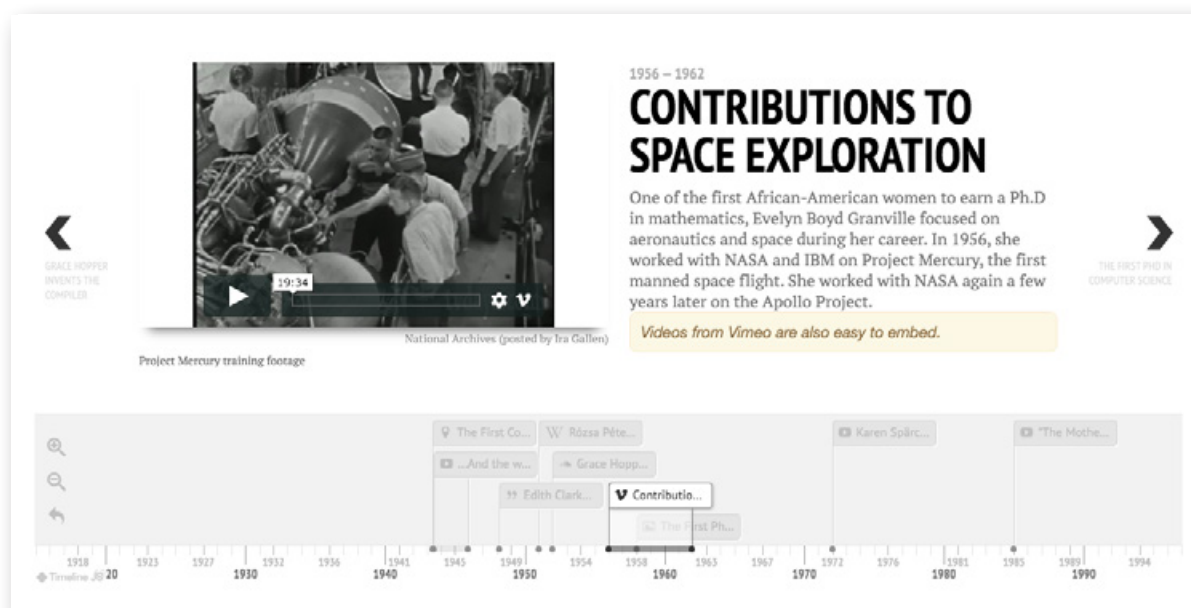 1956 – 1962
CONTRIBUTIONS TO
SPACE EXPLORATION
One of the first African-American women to earn a Ph.D
in mathematics, Evelyn Boyd Granville focused on
aeronautics and space during her career. In 1956, she
worked with NASA and IBM on Project Mercury, the first
manned space flight. She worked with NASA again a few
years later on the Apollo Project.
Videos from Vimeo are also easy to embed.
19:34
National Archives (posted by Ira Gallen)
Project Mercury training footage
GRACE HOPPER
INVENTS THE
COMPILER
THE FIRST PHD IN
COMPUTER SCIENCE
The First Co...
W Rózsa Péte...
Karen Spärc...
"The Mothe...
...And the w...
Grace Hopp...
Edith Clark...
Contributio...
The First Ph...
1918 1923 1927 1932 1936 1941 1945 1949 1954 1958 1963 1967 1972 1976 1981 1985 1989 1994
Timeline JS
20 1930 1940 1950 1960 1970 1980 1990